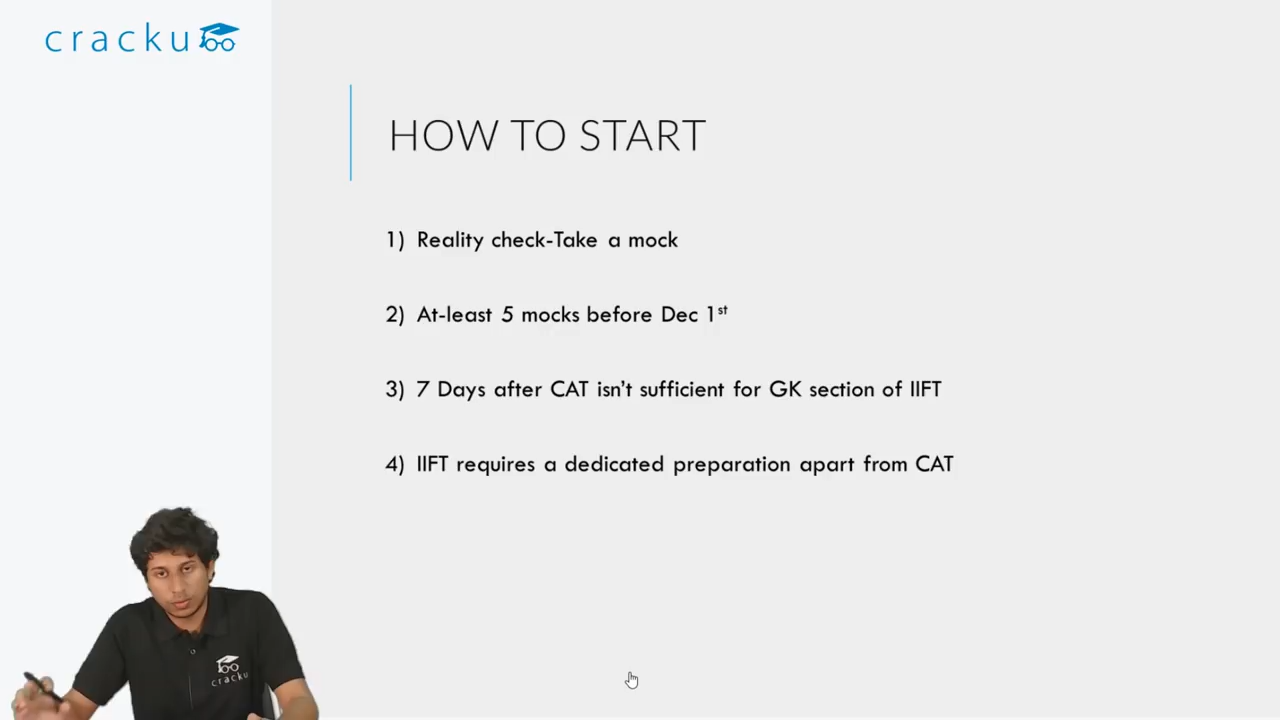 cracku
HOW TO START
1) Reality check-Take a mock
2) At-least 5 mocks before Dec 1st
3) 7 Days after CAT isn't sufficient for GK section of IIFT
4) IIFT requires a dedicated preparation apart from CAT
cracku